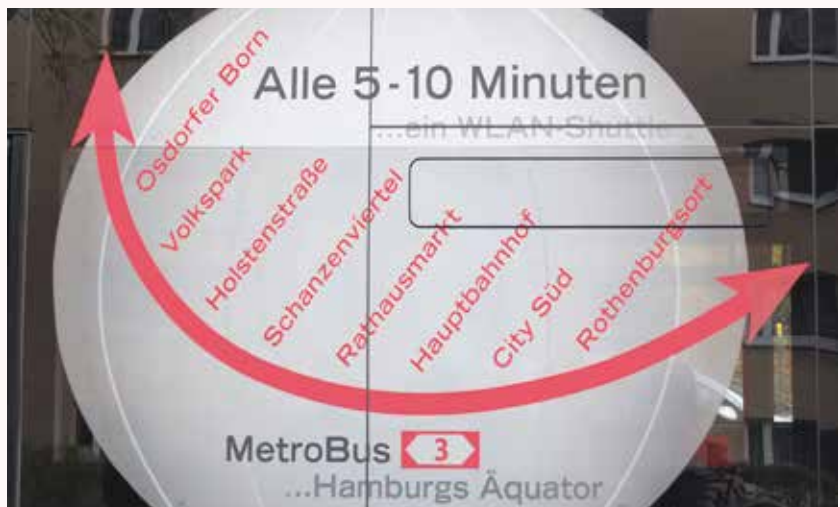 Alle 5-10 Minuten
...ein WLAN-Shuttle...
Osdorfer Born
Volkspark
Holstenstraße
Schanzenviertel
Rathausmarkt
Hauptbahnhof
City Süd
Rothenburgsort
MetroBus 3
...Hamburgs Äquator